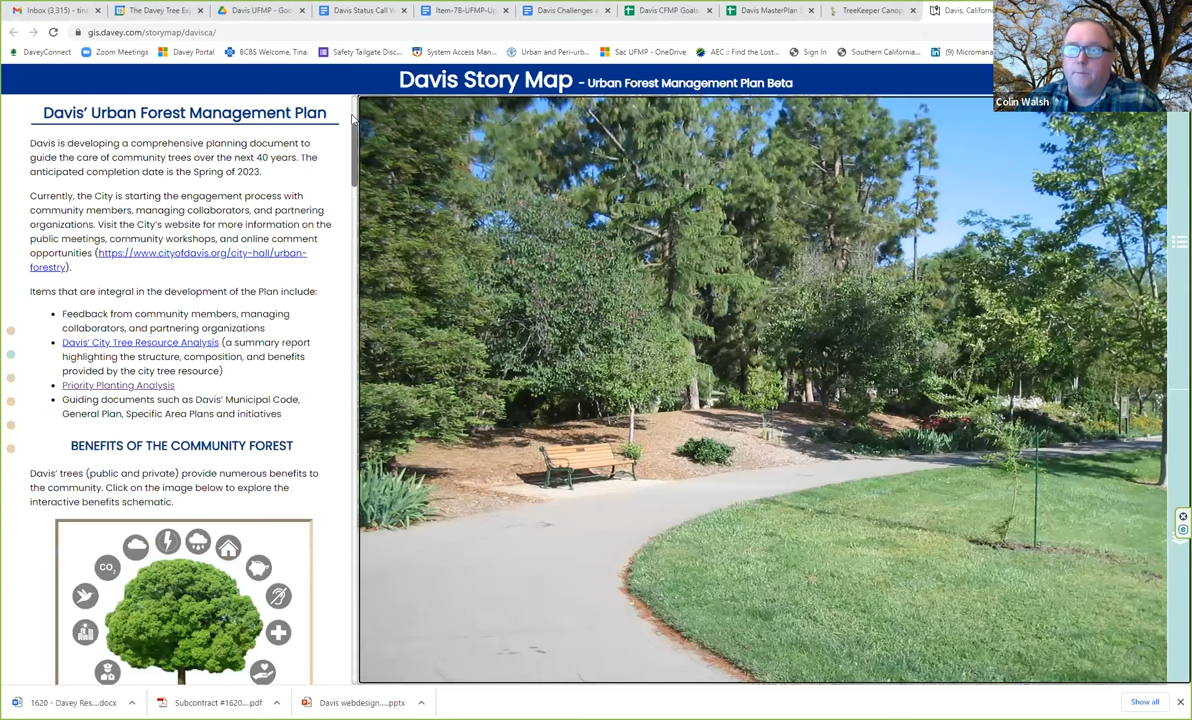 Inbox (3,315) - tina
The Davey Tree Ex
Davis UFMP - Goo
Davis Status Call W
Item-7B-UFMP-Up
Davis Challenges a
Davis CFMP Goals
Davis MasterPlan S
TreeKeeper Canop
Davis, California
gis.davey.com/storymap/davisca/
DaveyConnect
Zoom Meetings
Davey Portal
BCBS Welcome, Tina.
Safety Tailgate Disc...
System Access Man...
Urban and Peri-urb...
Sac UFMP - OneDrive
AEC :: Find the Lost...
Sign In
Southern California...
(9) Micromana
Davis Story Map - Urban Forest Management Plan Beta
Colin Walsh
Davis' Urban Forest Management Plan
Davis is developing a comprehensive planning document to
guide the care of community trees over the next 40 years. The
anticipated completion date is the Spring of 2023.
Currently, the City is starting the engagement process with
community members, managing collaborators, and partnering
organizations. Visit the City's website for more information on the
public meetings, community workshops, and online comment
opportunities (https://www.cityofdavis.org/city-hall/urban-
forestry).
Items that are integral in the development of the Plan include:
• Feedback from community members, managing
collaborators, and partnering organizations
• Davis' City Tree Resource Analysis (a summary report
highlighting the structure, composition, and benefits
provided by the city tree resource)
• Priority Planting Analysis
• Guiding documents such as Davis' Municipal Code,
General Plan, Specific Area Plans and initiatives
BENEFITS OF THE COMMUNITY FOREST
Davis' trees (public and private) provide numerous benefits to
the community. Click on the image below to explore the
interactive benefits schematic.
CO2
1620 - Davey Res....docx
Subcontract #1620....pdf
Davis webdesign....pptx
Show all